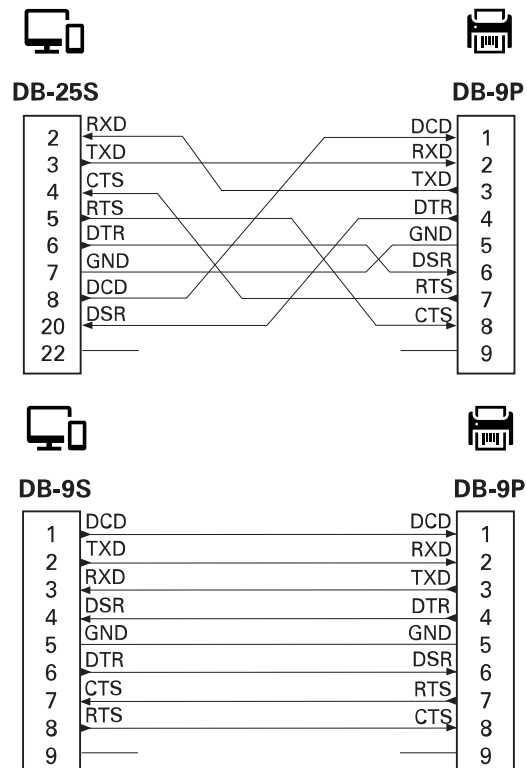 DB-25S DB-9P
RXD DCD
2 1
TXD RXD
3 2
CTS TXD
4 3
RTS DTR
5 4
DTR GND
6 5
GND DSR
7 6
DCD RTS
8 7
DSR CTS
20 8
22 9
DB-9S DB-9P
DCD DCD
1 1
TXD RXD
2 2
RXD TXD
3 3
DSR DTR
4 4
GND GND
5 5
DTR DSR
6 6
CTS RTS
7 7
RTS CTS
8 8
9 9